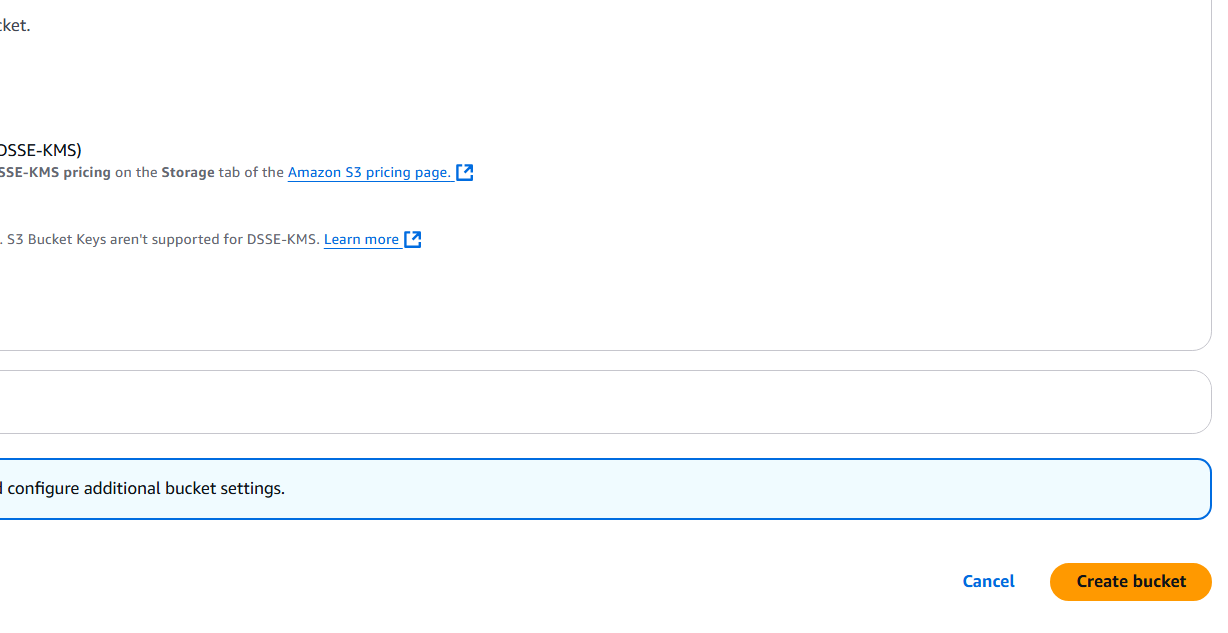 cket.
DSSE-KMS)
SSE-KMS pricing on the Storage tab of the Amazon S3 pricing page.
. S3 Bucket Keys aren't supported for DSSE-KMS. Learn more
configure additional bucket settings.
Cancel
Create bucket